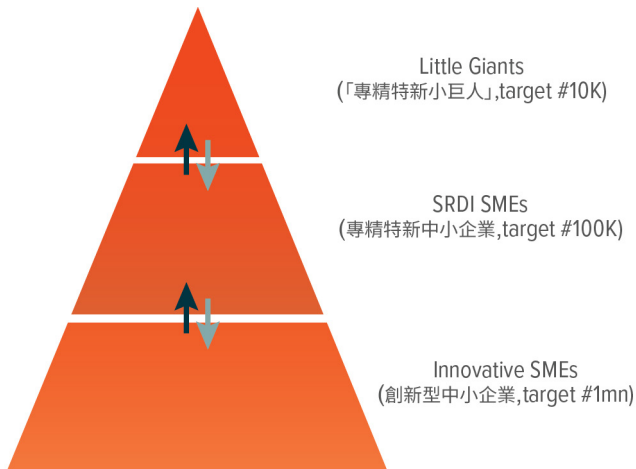 Little Giants
(「專精特新小巨人」,target #10K)
SRDI SMEs
(專精特新中小企業,target #100K)
Innovative SMEs
(創新型中小企業,target #1mn)